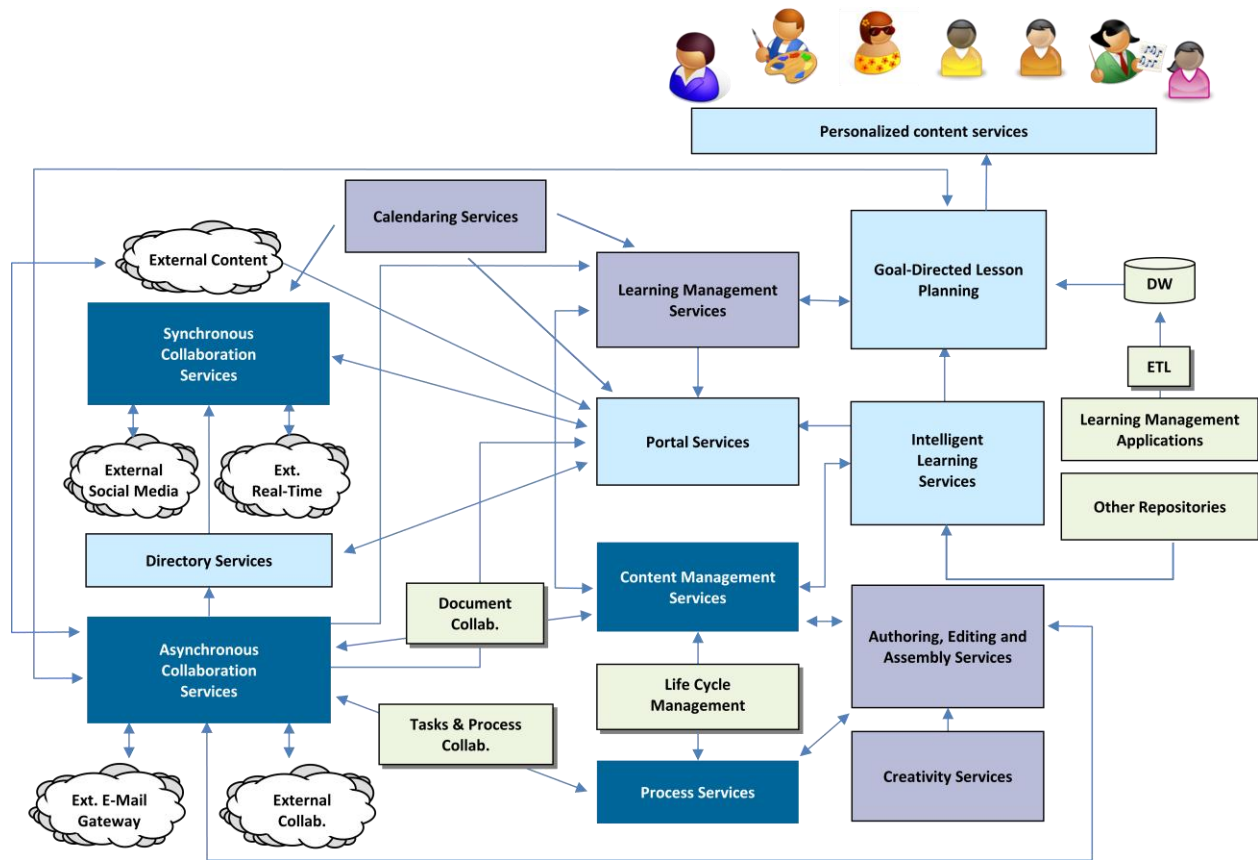 Personalized content services
Calendaring Services
External Content
Learning Management
Services
Goal-Directed Lesson
Planning
DW
Synchronous
Collaboration
Services
ETL
Portal Services
Intelligent
Learning
Services
Learning Management
Applications
External
Social Media
Ext.
Real-Time
Other Repositories
Directory Services
Content Management
Services
Document
Collab.
Authoring, Editing and
Assembly Services
Asynchronous
Collaboration
Services
Life Cycle
Management
Tasks & Process
Collab.
Process Services
Creativity Services
Ext. E-Mail
Gateway
External
Collab.